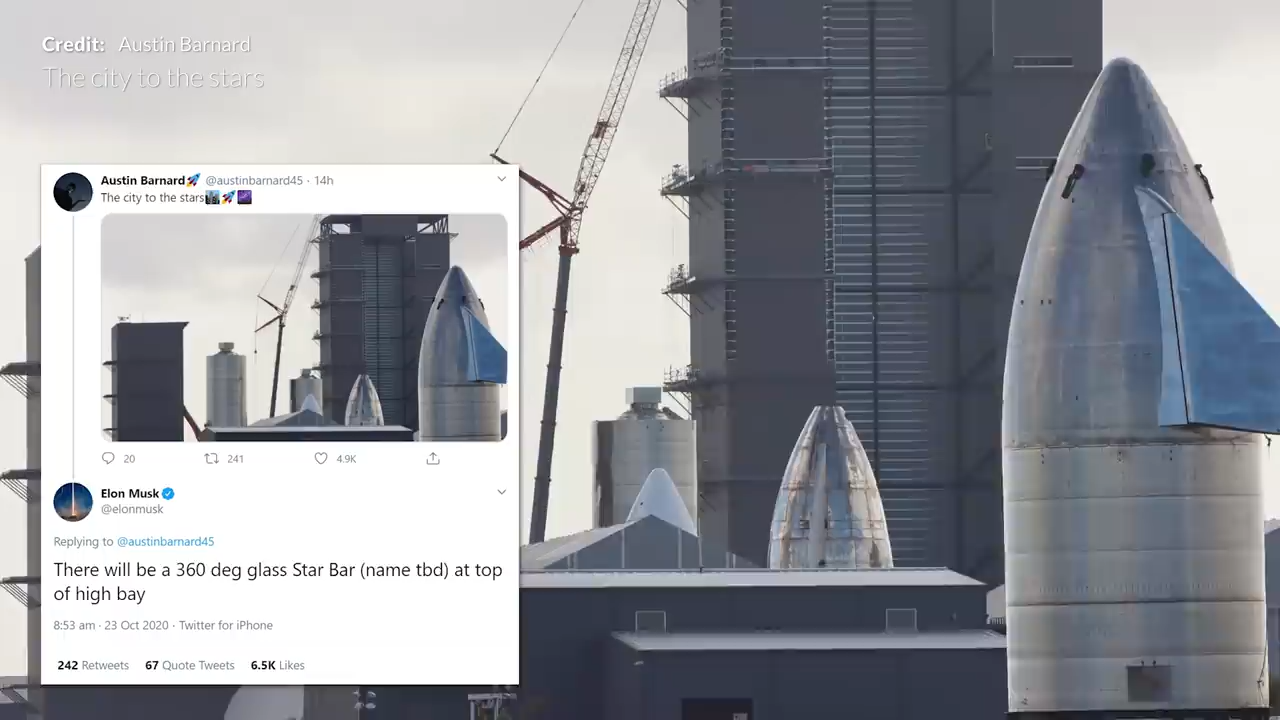 Credit: Austin Barnard
The city to the stars
Austin Barnard🚀 @austinbarnard45 · 14h
The city to the stars🏙️🚀🌌
20 241 4.9K
Elon Musk
@elonmusk
Replying to @austinbarnard45
There will be a 360 deg glass Star Bar (name tbd) at top
of high bay
8:53 am · 23 Oct 2020 · Twitter for iPhone
242 Retweets 67 Quote Tweets 6.5K Likes